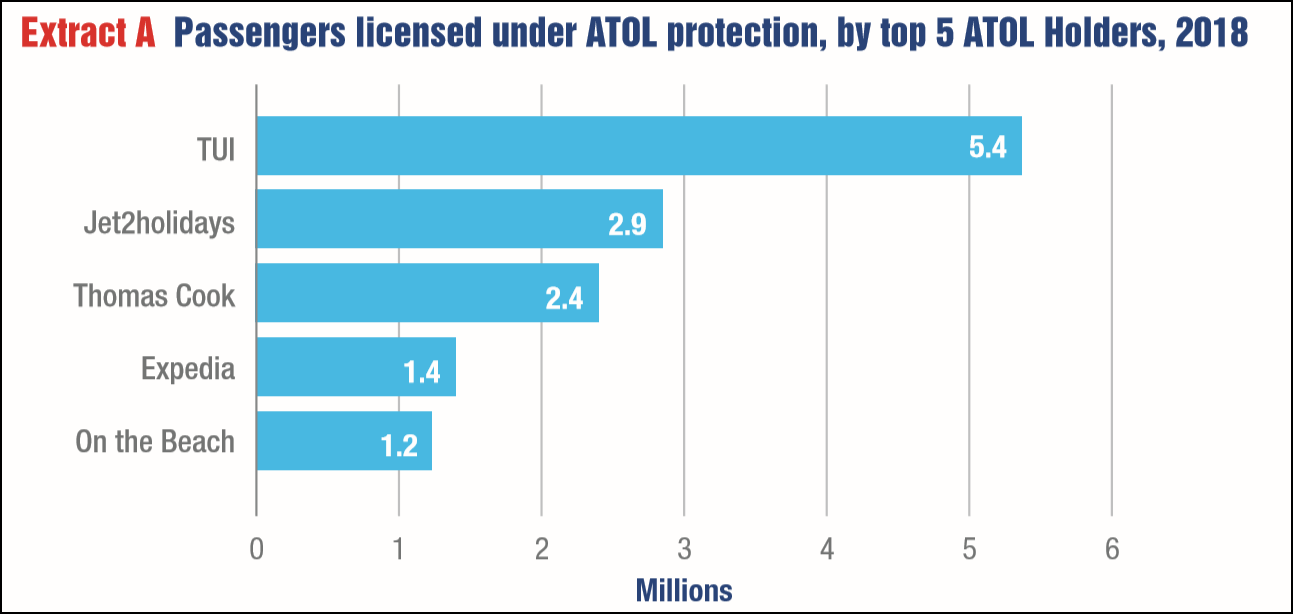 Extract A Passengers licensed under ATOL protection, by top 5 ATOL Holders, 2018
TUI 5.4
Jet2holidays 2.9
Thomas Cook 2.4
Expedia 1.4
On the Beach 1.2
0 1 2 3 4 5 6
Millions